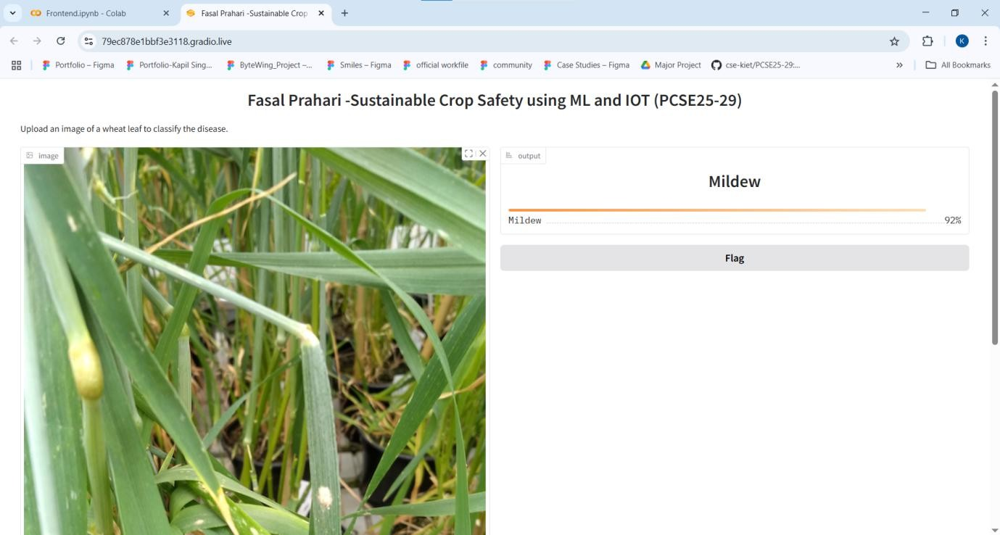 Frontend.ipynb - Colab
Fasal Prahari -Sustainable Crop
79ec878e1bbf3e3118.gradio.live
K
Portfolio – Figma
Portfolio-Kapil Sing...
ByteWing_Project –...
Smiles – Figma
official workfile
community
Case Studies – Figma
Major Project
cse-kiet/PCSE25-29:...
All Bookmarks
Fasal Prahari -Sustainable Crop Safety using ML and IOT (PCSE25-29)
Upload an image of a wheat leaf to classify the disease.
image
output
Mildew
Mildew 92%
Flag